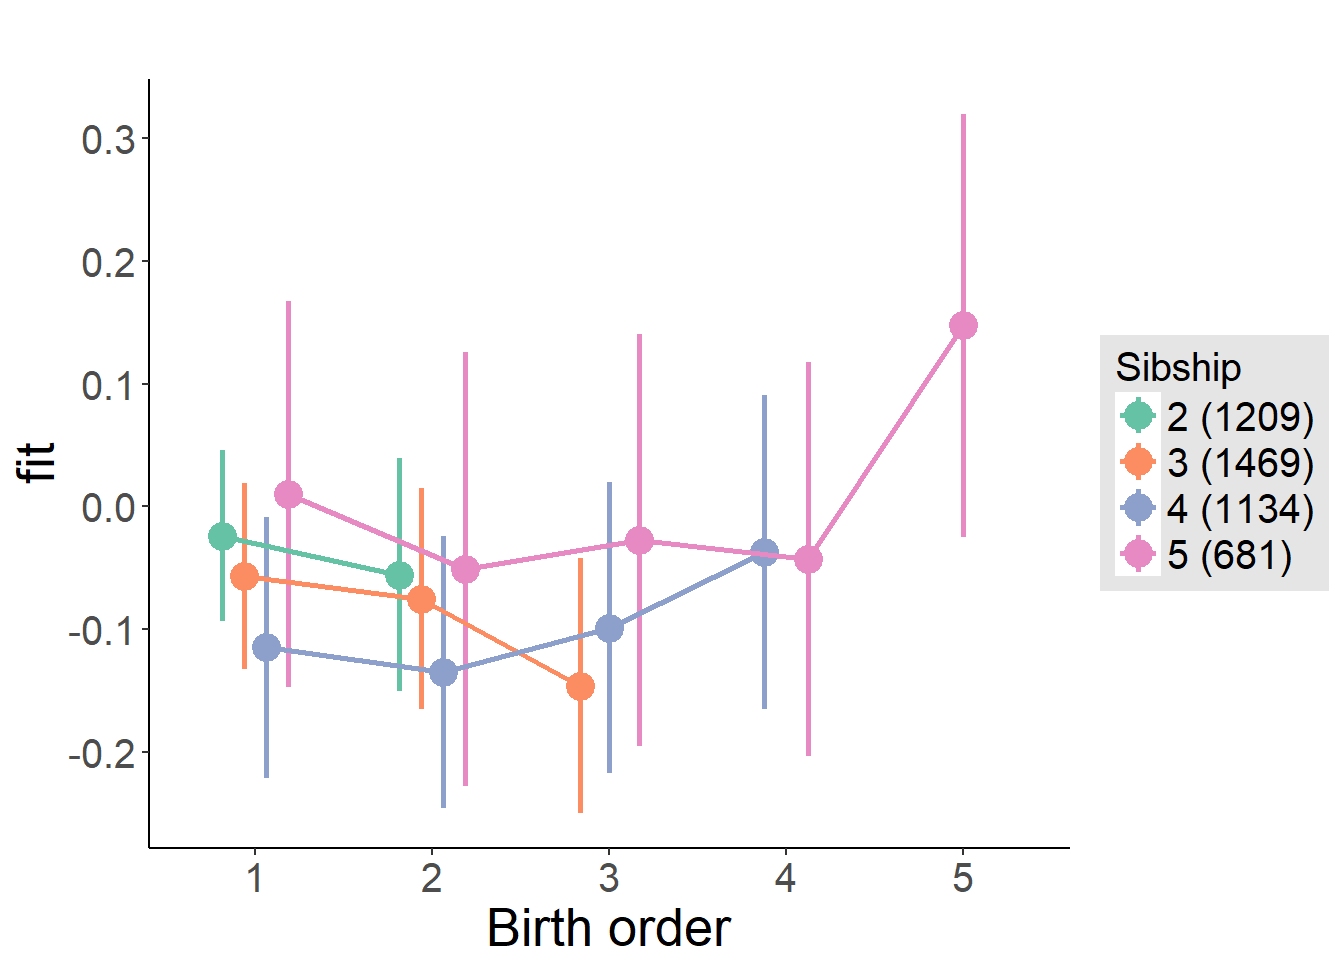 0.3
0.2
0.1
0.0
-0.1
-0.2
fit
1 2 3 4 5
Birth order
Sibship
2 (1209)
3 (1469)
4 (1134)
5 (681)